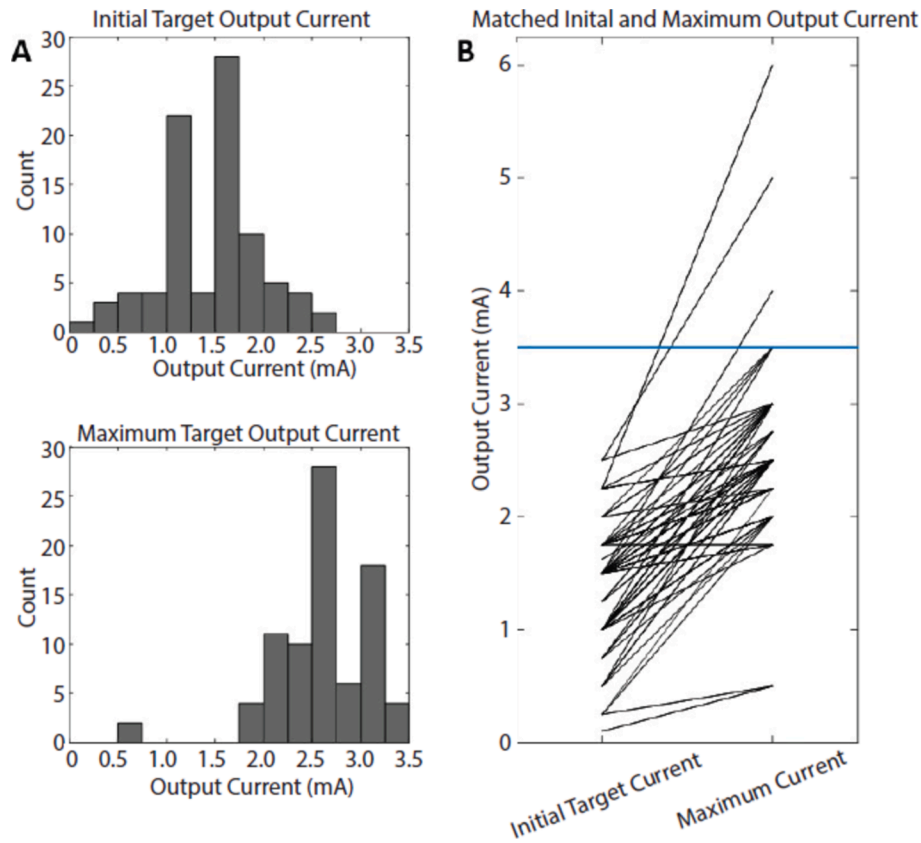 A
Initial Target Output Current
30
25
20
15
10
5
0
Count
0 0.5 1.0 1.5 2.0 2.5 3.0 3.5
Output Current (mA)
Maximum Target Output Current
30
25
20
15
10
5
0
Count
0 0.5 1.0 1.5 2.0 2.5 3.0 3.5
Output Current (mA)
B
Matched Inital and Maximum Output Current
6
5
4
3
2
1
0
Output Current (mA)
Initial Target Current
Maximum Current